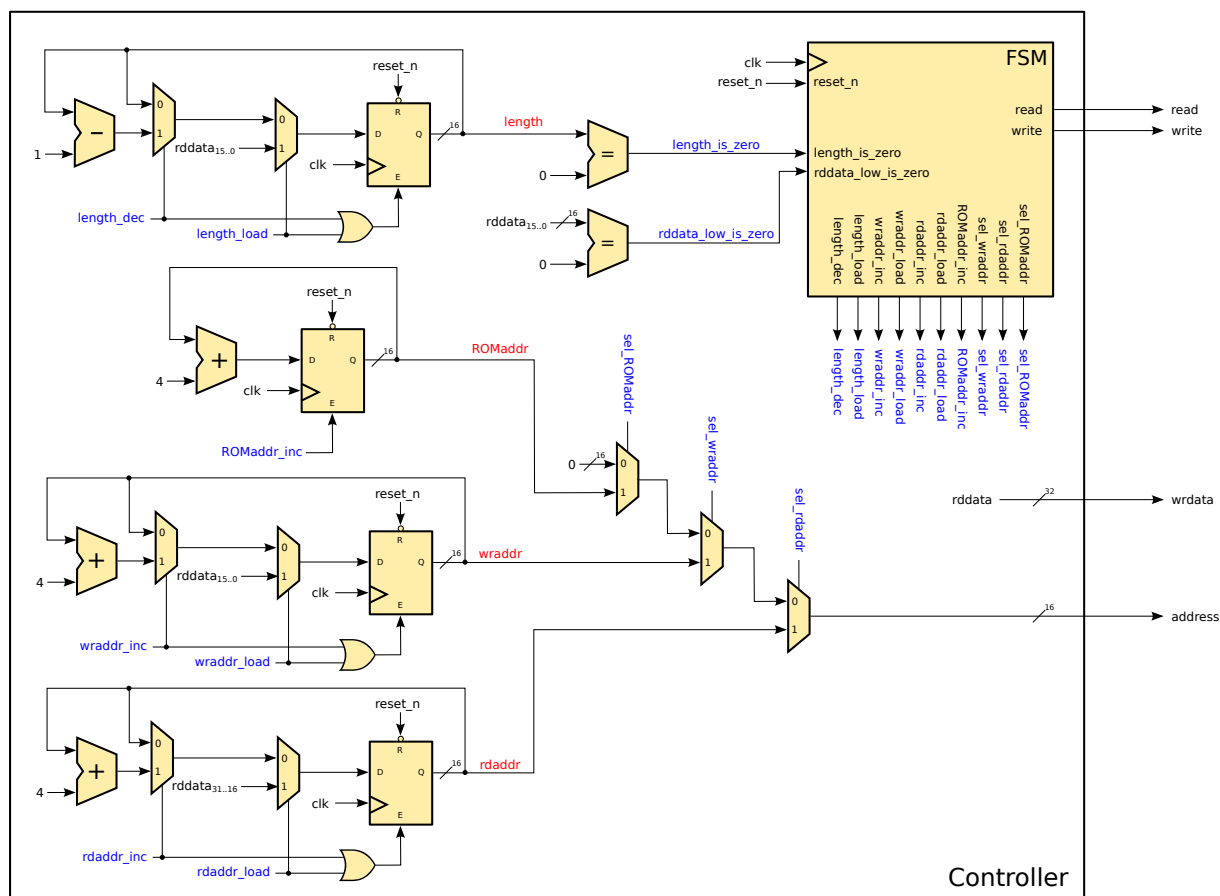 reset_n
0
1
−
1
rddata15..0
0
1
R
D
Q
E
clk
16
length
length_dec
length_load
=
0
length_is_zero
rddata15..0
16
=
0
rddata_low_is_zero
clk
reset_n
FSM
reset_n
read
write
length_is_zero
rddata_low_is_zero
length_dec
length_load
wraddr_inc
wraddr_load
rdaddr_inc
rdaddr_load
ROMaddr_inc
sel_wraddr
sel_rdaddr
sel_ROMaddr
read
write
length_dec
length_load
wraddr_inc
wraddr_load
rdaddr_inc
rdaddr_load
ROMaddr_inc
sel_wraddr
sel_rdaddr
sel_ROMaddr
reset_n
+
4
R
D
Q
E
clk
16
ROMaddr
ROMaddr_inc
sel_ROMaddr
0
16
0
1
sel_wraddr
0
1
sel_rdaddr
0
1
rddata
32
wrdata
16
address
reset_n
+
4
0
1
rddata15..0
0
1
R
D
Q
E
clk
16
wraddr
wraddr_inc
wraddr_load
reset_n
+
4
0
1
rddata31..16
0
1
R
D
Q
E
clk
16
rdaddr
rdaddr_inc
rdaddr_load
Controller